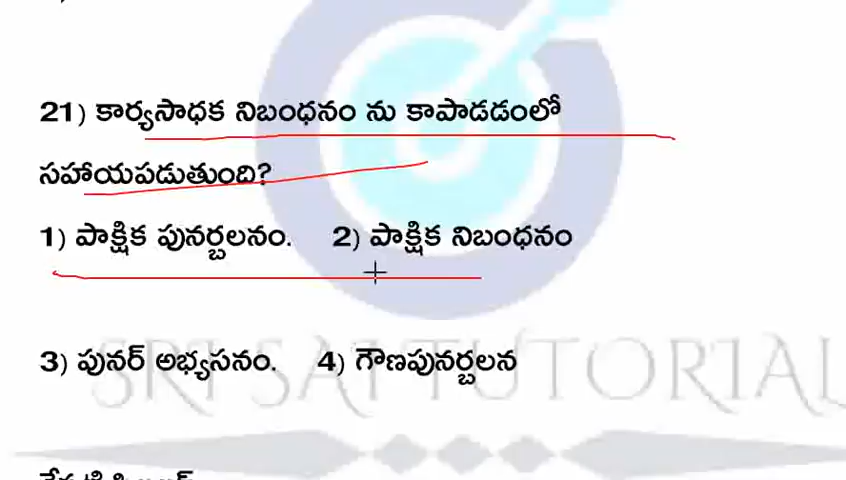 21) కార్యసాధక నిబంధనం ను కాపాడడంలో
సహాయపడుతుంది?
1) పాక్షిక పునర్బలనం. 2) పాక్షిక నిబంధనం
3) పునర్ అభ్యసనం. 4) గౌణపునర్బలన
SRI SAI TUTORIAL